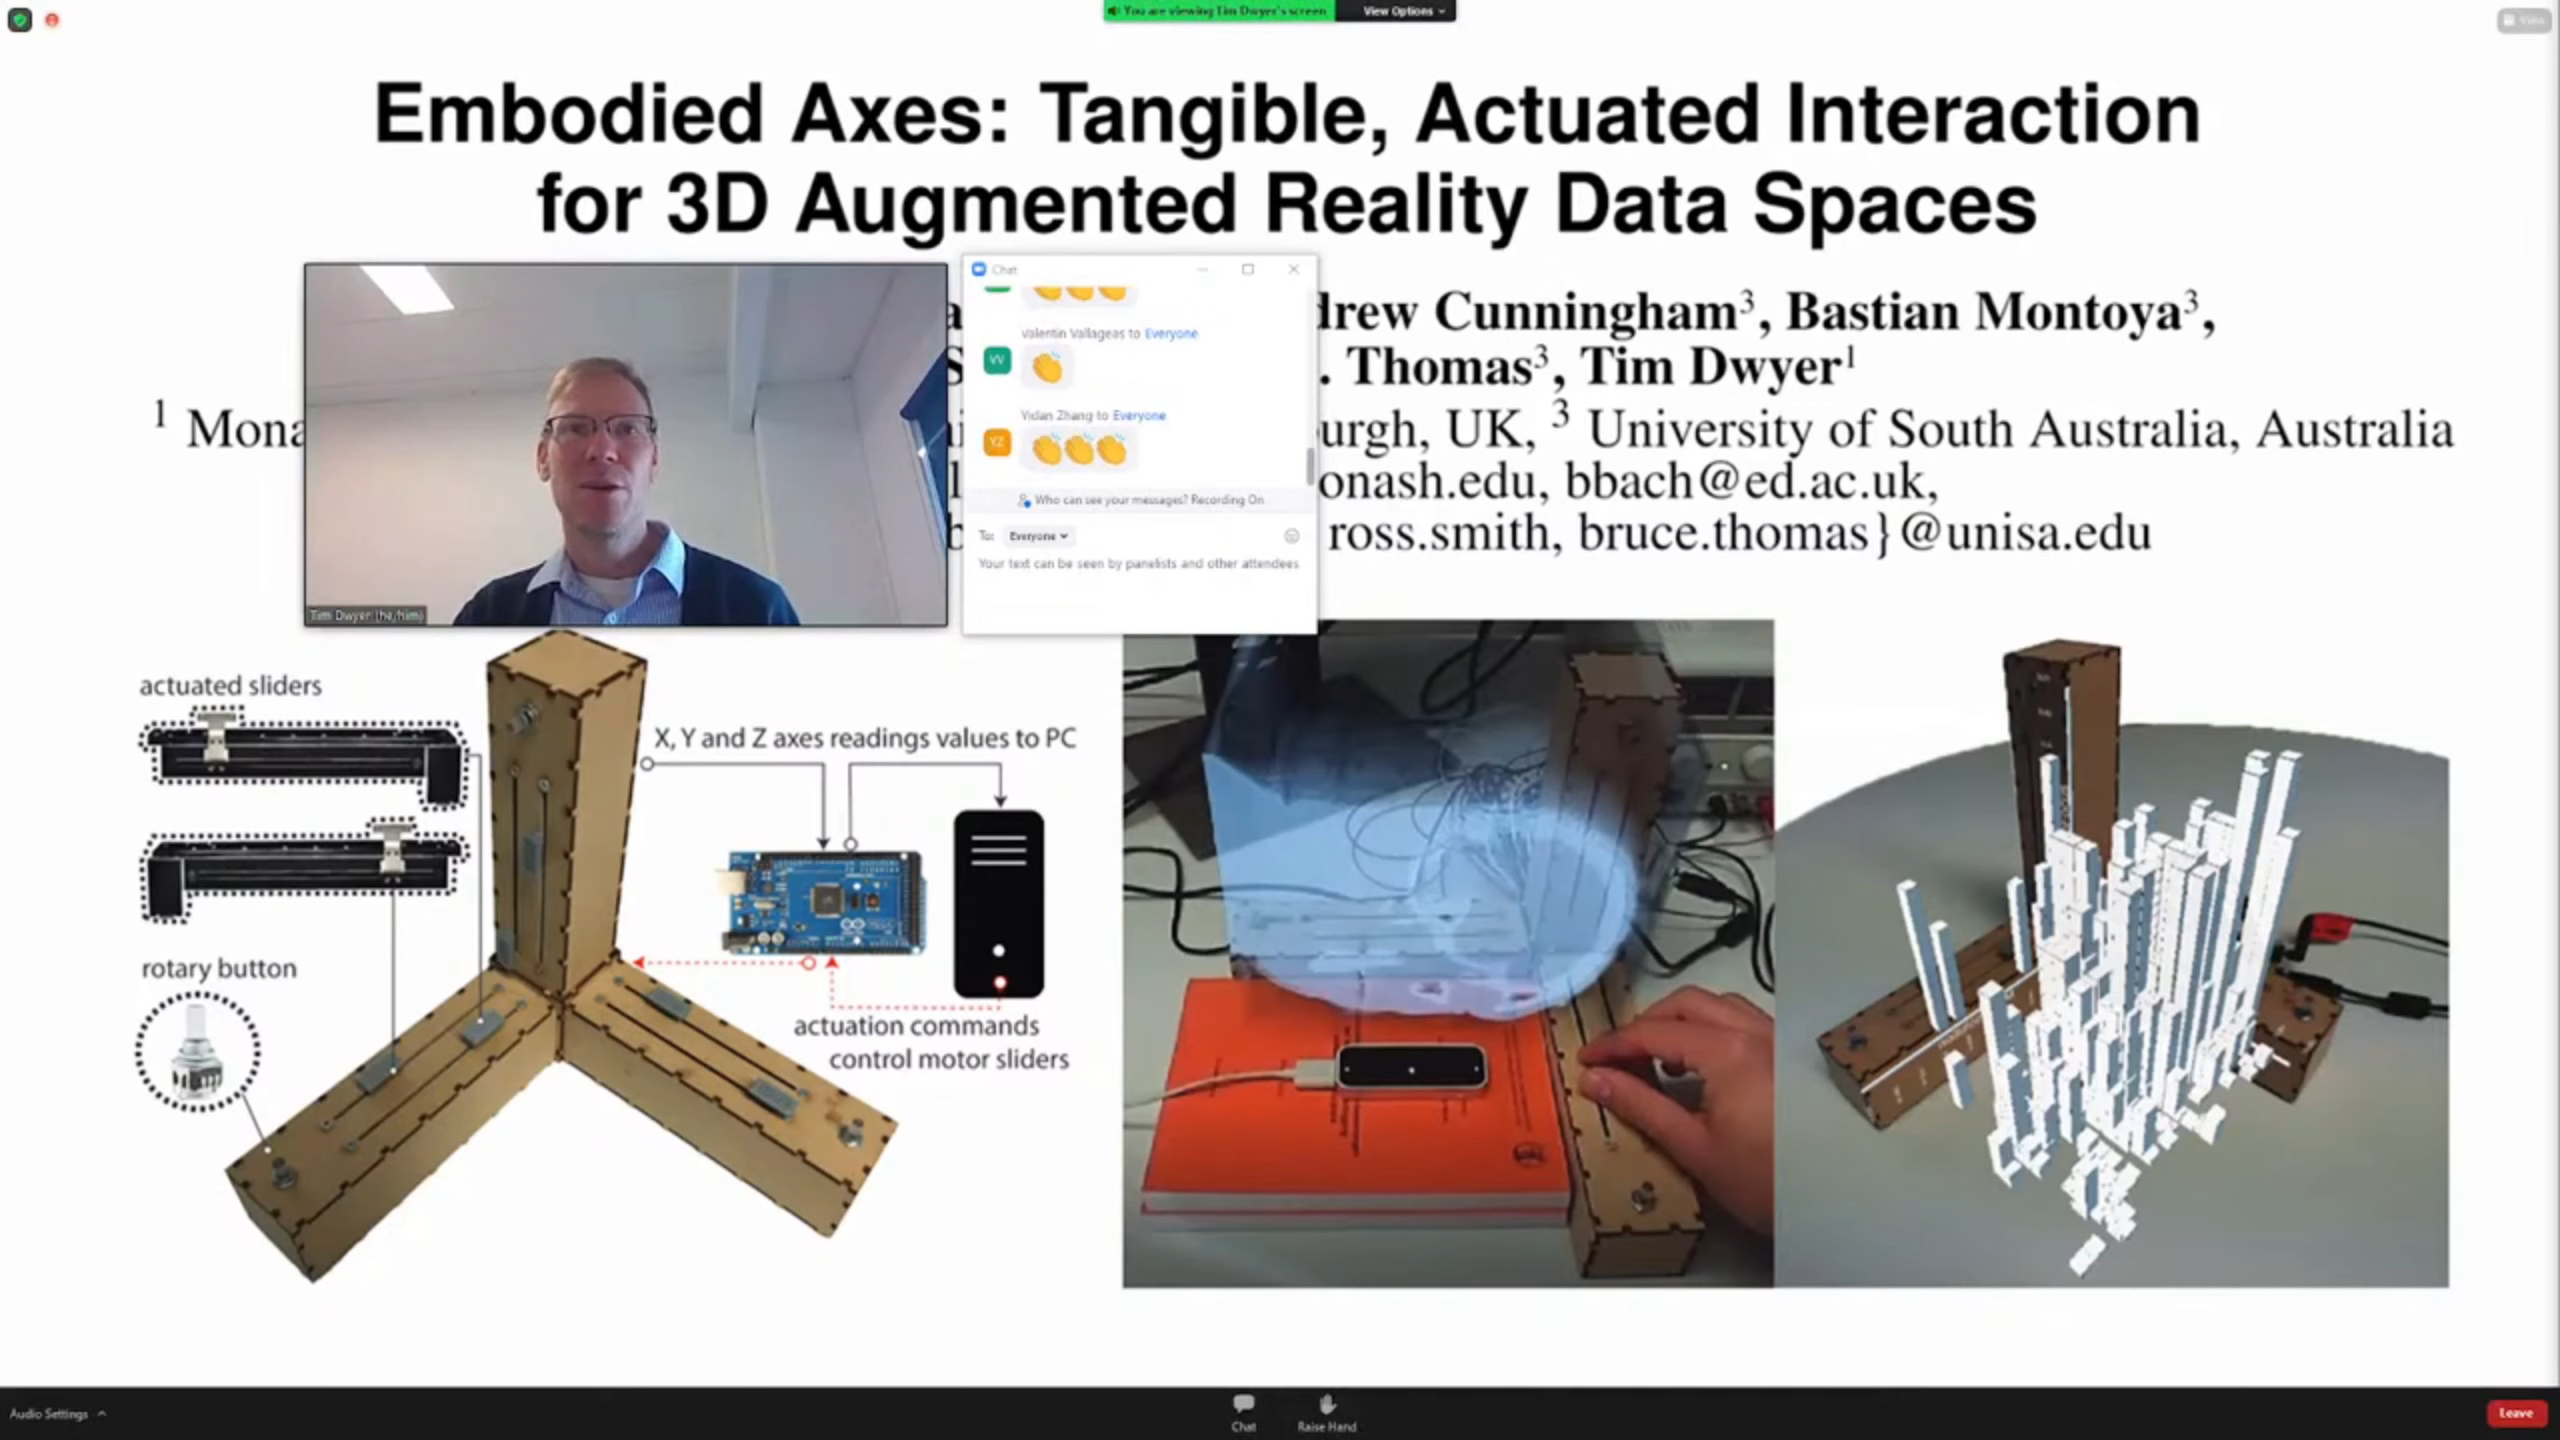 You are viewing Tim Dwyer's screen
View Options
View
Embodied Axes: Tangible, Actuated Interaction
for 3D Augmented Reality Data Spaces
drew Cunningham³, Bastian Montoya³,
. Thomas³, Tim Dwyer¹
¹ Mona
urgh, UK, ³ University of South Australia, Australia
onash.edu, bbach@ed.ac.uk,
ross.smith, bruce.thomas}@unisa.edu
Tim Dwyer (he/him)
Chat
Valentin Vallageas to Everyone
VV
Yidan Zhang to Everyone
YZ
Who can see your messages? Recording On
To: Everyone
Your text can be seen by panelists and other attendees
actuated sliders
rotary button
X, Y and Z axes readings values to PC
actuation commands
control motor sliders
Audio Settings
Chat
Raise Hand
Leave